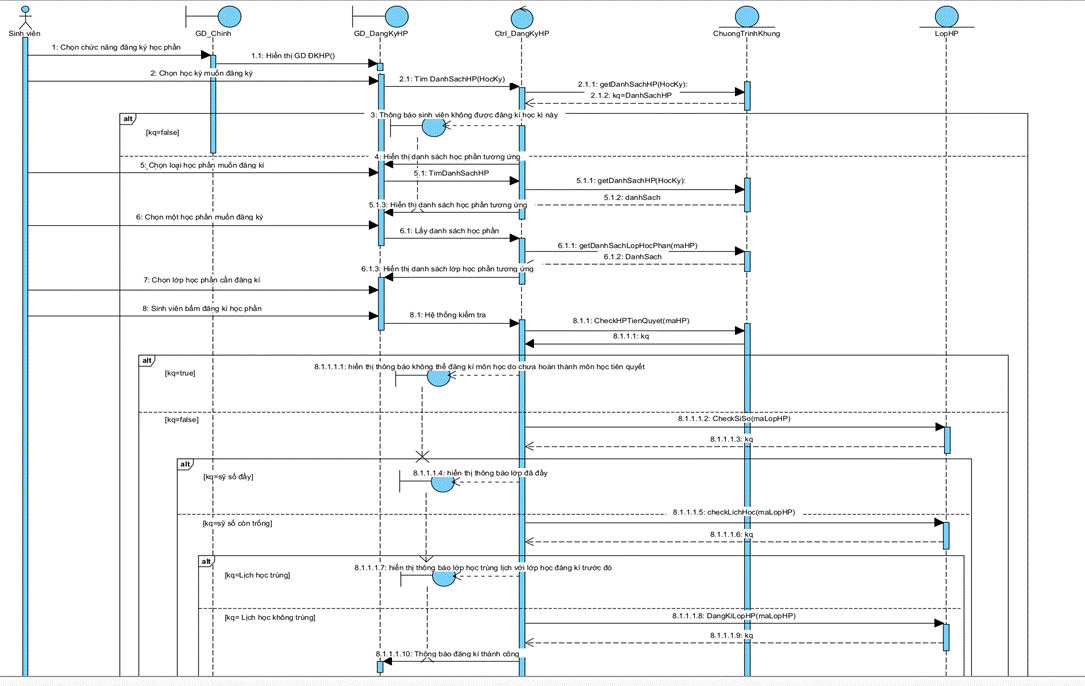 Sinh viên
GD_Chinh
GD_DangKyHP
Ctrl_DangKyHP
ChuongTrinhKhung
LopHP
1: Chọn chức năng đăng ký học phần
1.1: Hiển thị GD ĐKHP()
2: Chọn học kỳ muốn đăng ký
2.1: Tìm DanhSachHP(HocKy)
2.1.1: getDanhSachHP(HocKy):
2.1.2: kq=DanhSachHP
3: Thông báo sinh viên không được đăng kí học kì này
alt
[kq=false]
4: Hiển thị danh sách học phần tương ứng
5: Chọn loại học phần muốn đăng kí
5.1: TimDanhSachHP
5.1.1: getDanhSachHP(HocKy):
5.1.2: danhSach
5.1.3: Hiển thị danh sách học phần tương ứng
6: Chọn một học phần muốn đăng ký
6.1: Lấy danh sách học phần
6.1.1: getDanhSachLopHocPhan(maHP)
6.1.2: DanhSach
6.1.3: Hiển thị danh sách lớp học phần tương ứng
7: Chọn lớp học phần cần đăng kí
8: Sinh viên bấm đăng kí học phần
8.1: Hệ thống kiểm tra
8.1.1: CheckHPTienQuyet(maHP)
8.1.1.1: kq
alt
[kq=true]
8.1.1.1.1: hiển thị thông báo không thể đăng kí môn học do chưa hoàn thành môn học tiên quyết
[kq=false]
8.1.1.1.2: CheckSiSo(maLopHP)
8.1.1.1.3: kq
alt
[kq=sỹ số đầy]
8.1.1.1.4: hiển thị thông báo lớp đã đầy
[kq=sỹ số còn trống]
8.1.1.1.5: checkLichHoc(maLopHP)
8.1.1.1.6: kq
alt
[kq=Lịch học trùng]
8.1.1.1.7: hiển thị thông báo lớp học trùng lịch với lớp học đăng kí trước đó
[kq= Lịch học không trùng]
8.1.1.1.8: DangKiLopHP(maLopHP)
8.1.1.1.9: kq
8.1.1.1.10: Thông báo đăng kí thành công